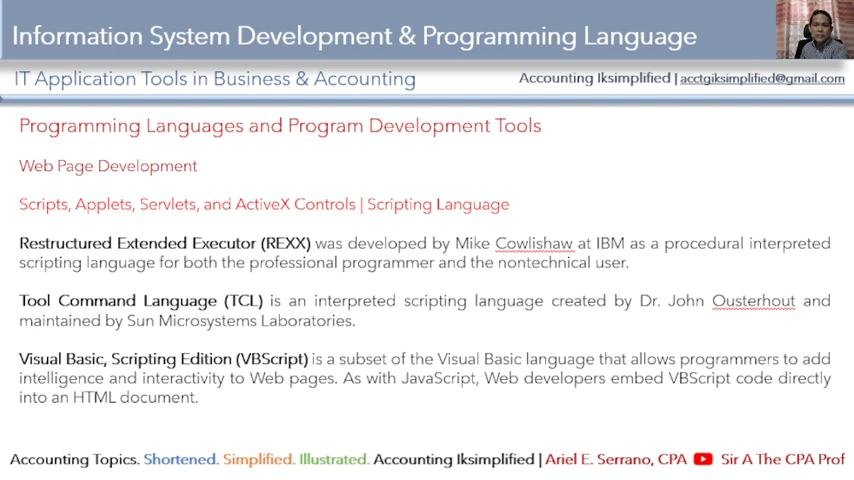 Information System Development & Programming Language
IT Application Tools in Business & Accounting
Accounting Iksimplified | acctgiksimplified@gmail.com
Programming Languages and Program Development Tools
Web Page Development
Scripts, Applets, Servlets, and ActiveX Controls | Scripting Language
Restructured Extended Executor (REXX) was developed by Mike Cowlishaw at IBM as a procedural interpreted
scripting language for both the professional programmer and the nontechnical user.
Tool Command Language (TCL) is an interpreted scripting language created by Dr. John Ousterhout and
maintained by Sun Microsystems Laboratories.
Visual Basic, Scripting Edition (VBScript) is a subset of the Visual Basic language that allows programmers to add
intelligence and interactivity to Web pages. As with JavaScript, Web developers embed VBScript code directly
into an HTML document.
Accounting Topics. Shortened. Simplified. Illustrated. Accounting Iksimplified | Ariel E. Serrano, CPA Sir A The CPA Prof